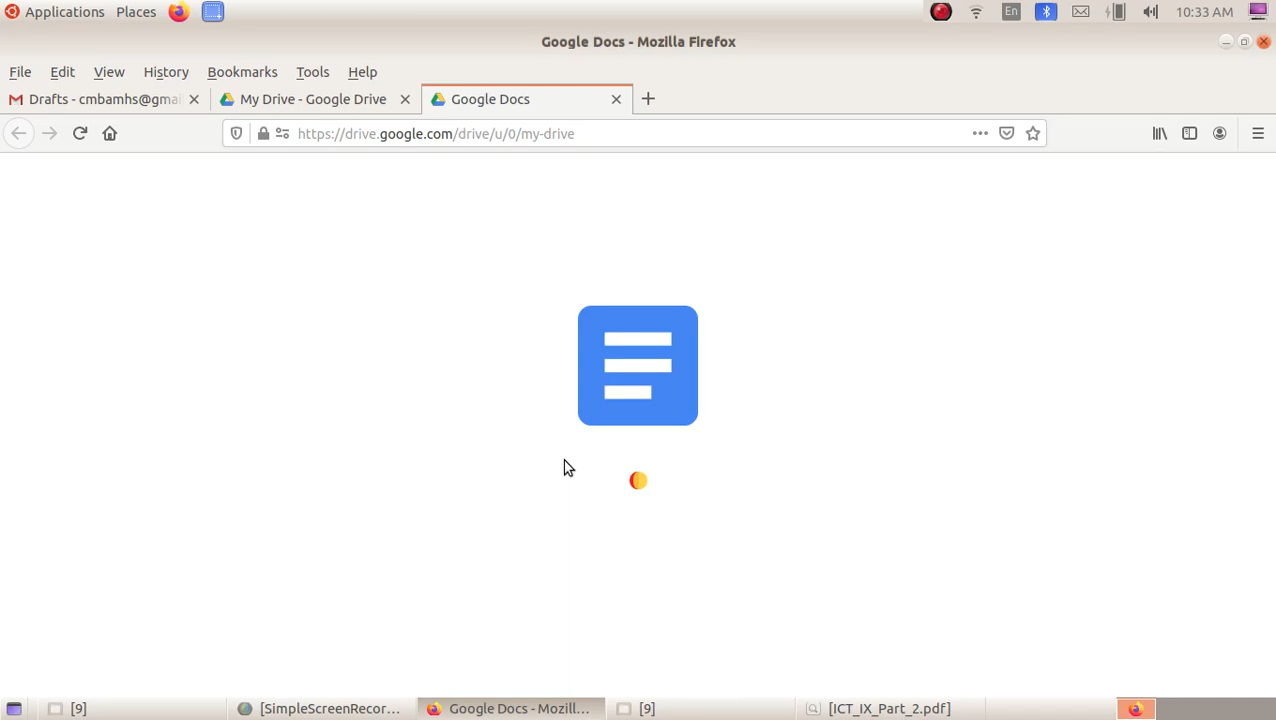 Applications Places En 10:33 AM
Google Docs - Mozilla Firefox
File Edit View History Bookmarks Tools Help
Drafts - cmbamhs@gmai My Drive - Google Drive Google Docs
https://drive.google.com/drive/u/0/my-drive
[9] [SimpleScreenRecor... Google Docs - Mozill... [9] [ICT_IX_Part_2.pdf]